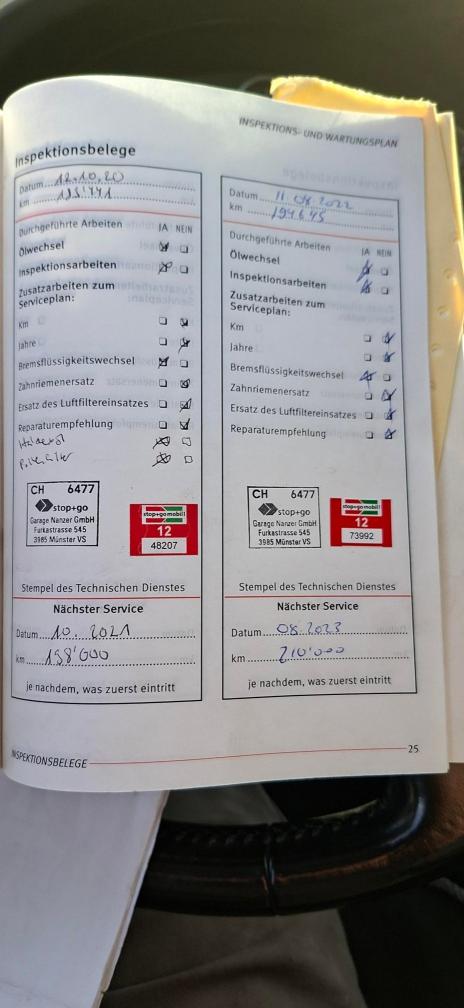 INSPEKTIONS- UND WARTUNGSPLAN
Inspektionsbelege
Datum 12.10.20
km
Durchgeführte Arbeiten JA NEIN
Ölwechsel
Inspektionsarbeiten
Zusatzarbeiten zum
Serviceplan:
Km
Jahre
Bremsflüssigkeitswechsel
Zahnriemenersatz
Ersatz des Luftfiltereinsatzes
Reparaturempfehlung
CH 6477
stop+go
Garage Nanzer GmbH
Furkastrasse 545
3985 Münster VS
stop+go mobil!
12
48207
Stempel des Technischen Dienstes
Nächster Service
Datum 10. 2021
km 138'000
je nachdem, was zuerst eintritt
Datum 11.08.2022
km 194645
Durchgeführte Arbeiten JA NEIN
Ölwechsel
Inspektionsarbeiten
Zusatzarbeiten zum
Serviceplan:
Km
Jahre
Bremsflüssigkeitswechsel
Zahnriemenersatz
Ersatz des Luftfiltereinsatzes
Reparaturempfehlung
CH 6477
stop+go
Garage Nanzer GmbH
Furkastrasse 545
3985 Münster VS
stop+go mobil!
12
73992
Stempel des Technischen Dienstes
Nächster Service
Datum 08.2023
km 210'000
je nachdem, was zuerst eintritt
INSPEKTIONSBELEGE 25